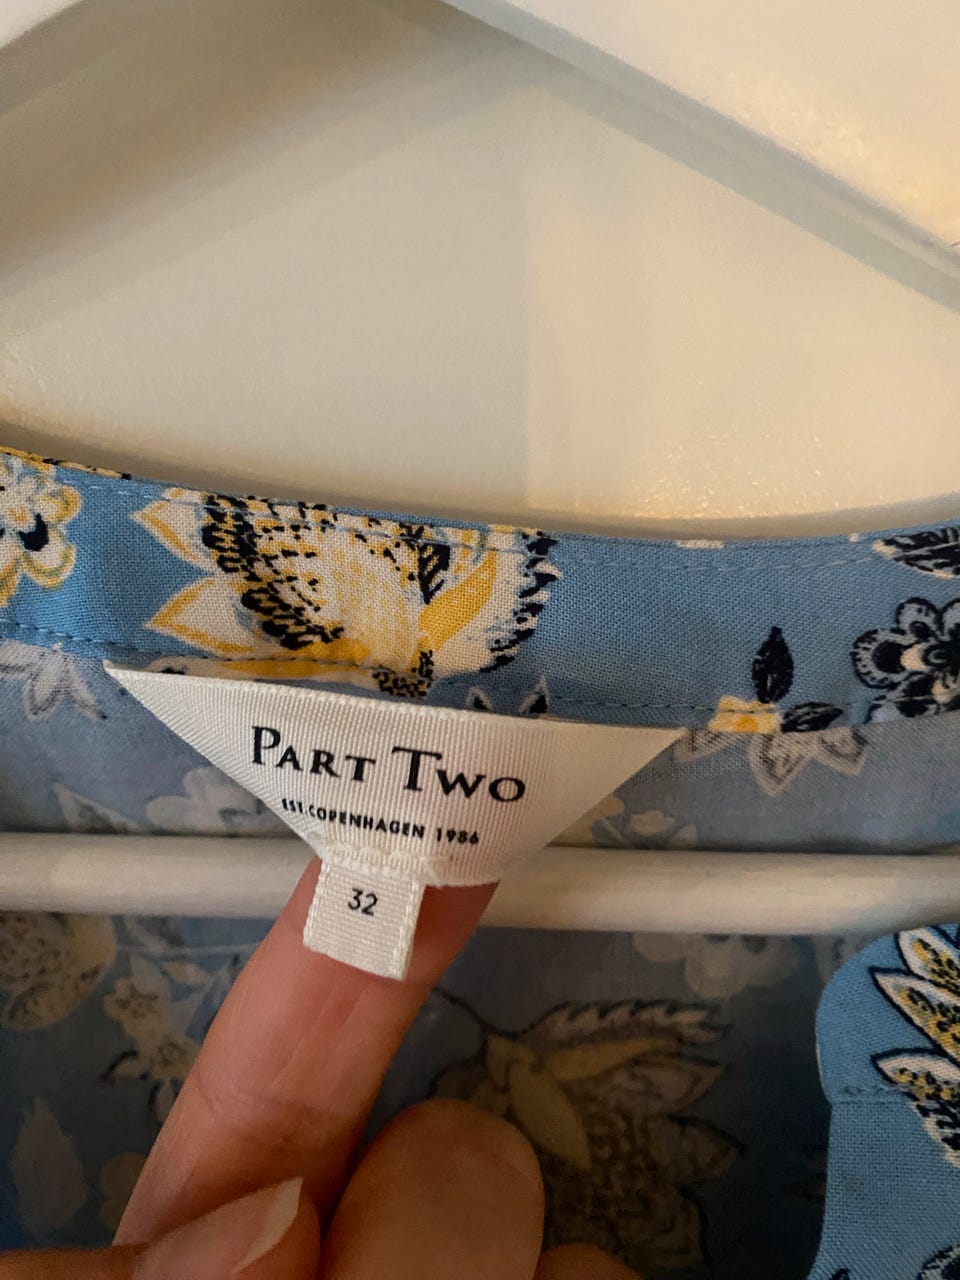 Part Two
EST. COPENHAGEN 1986
32